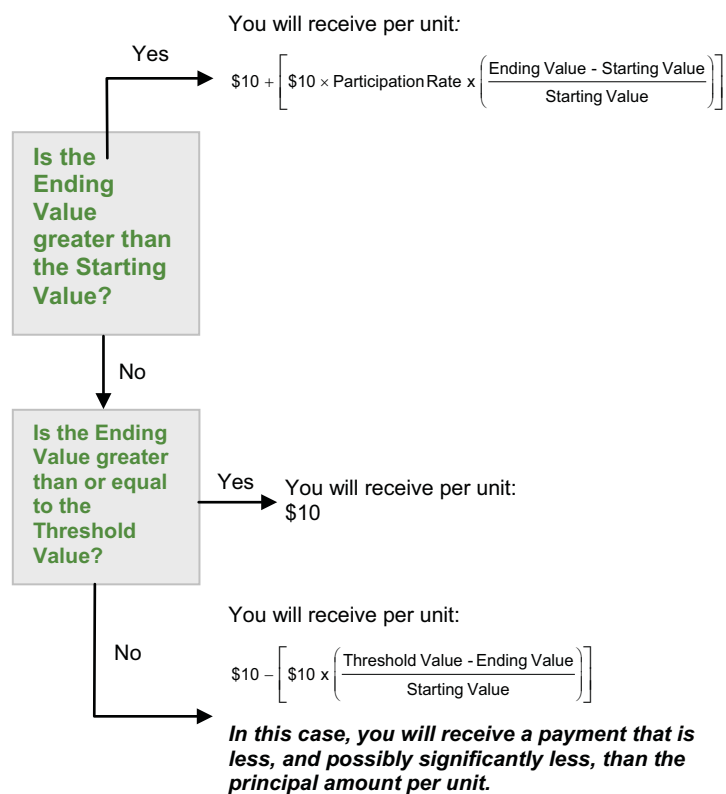 You will receive per unit:
Yes
$10 + [ $10 × Participation Rate x ( Ending Value - Starting Value
Starting Value ) ]
Is the
Ending
Value
greater than
the Starting
Value?
No
Is the Ending
Value greater
than or equal
to the
Threshold
Value?
Yes
You will receive per unit:
$10
No
You will receive per unit:
$10 − [ $10 x ( Threshold Value - Ending Value
Starting Value ) ]
In this case, you will receive a payment that is
less, and possibly significantly less, than the
principal amount per unit.